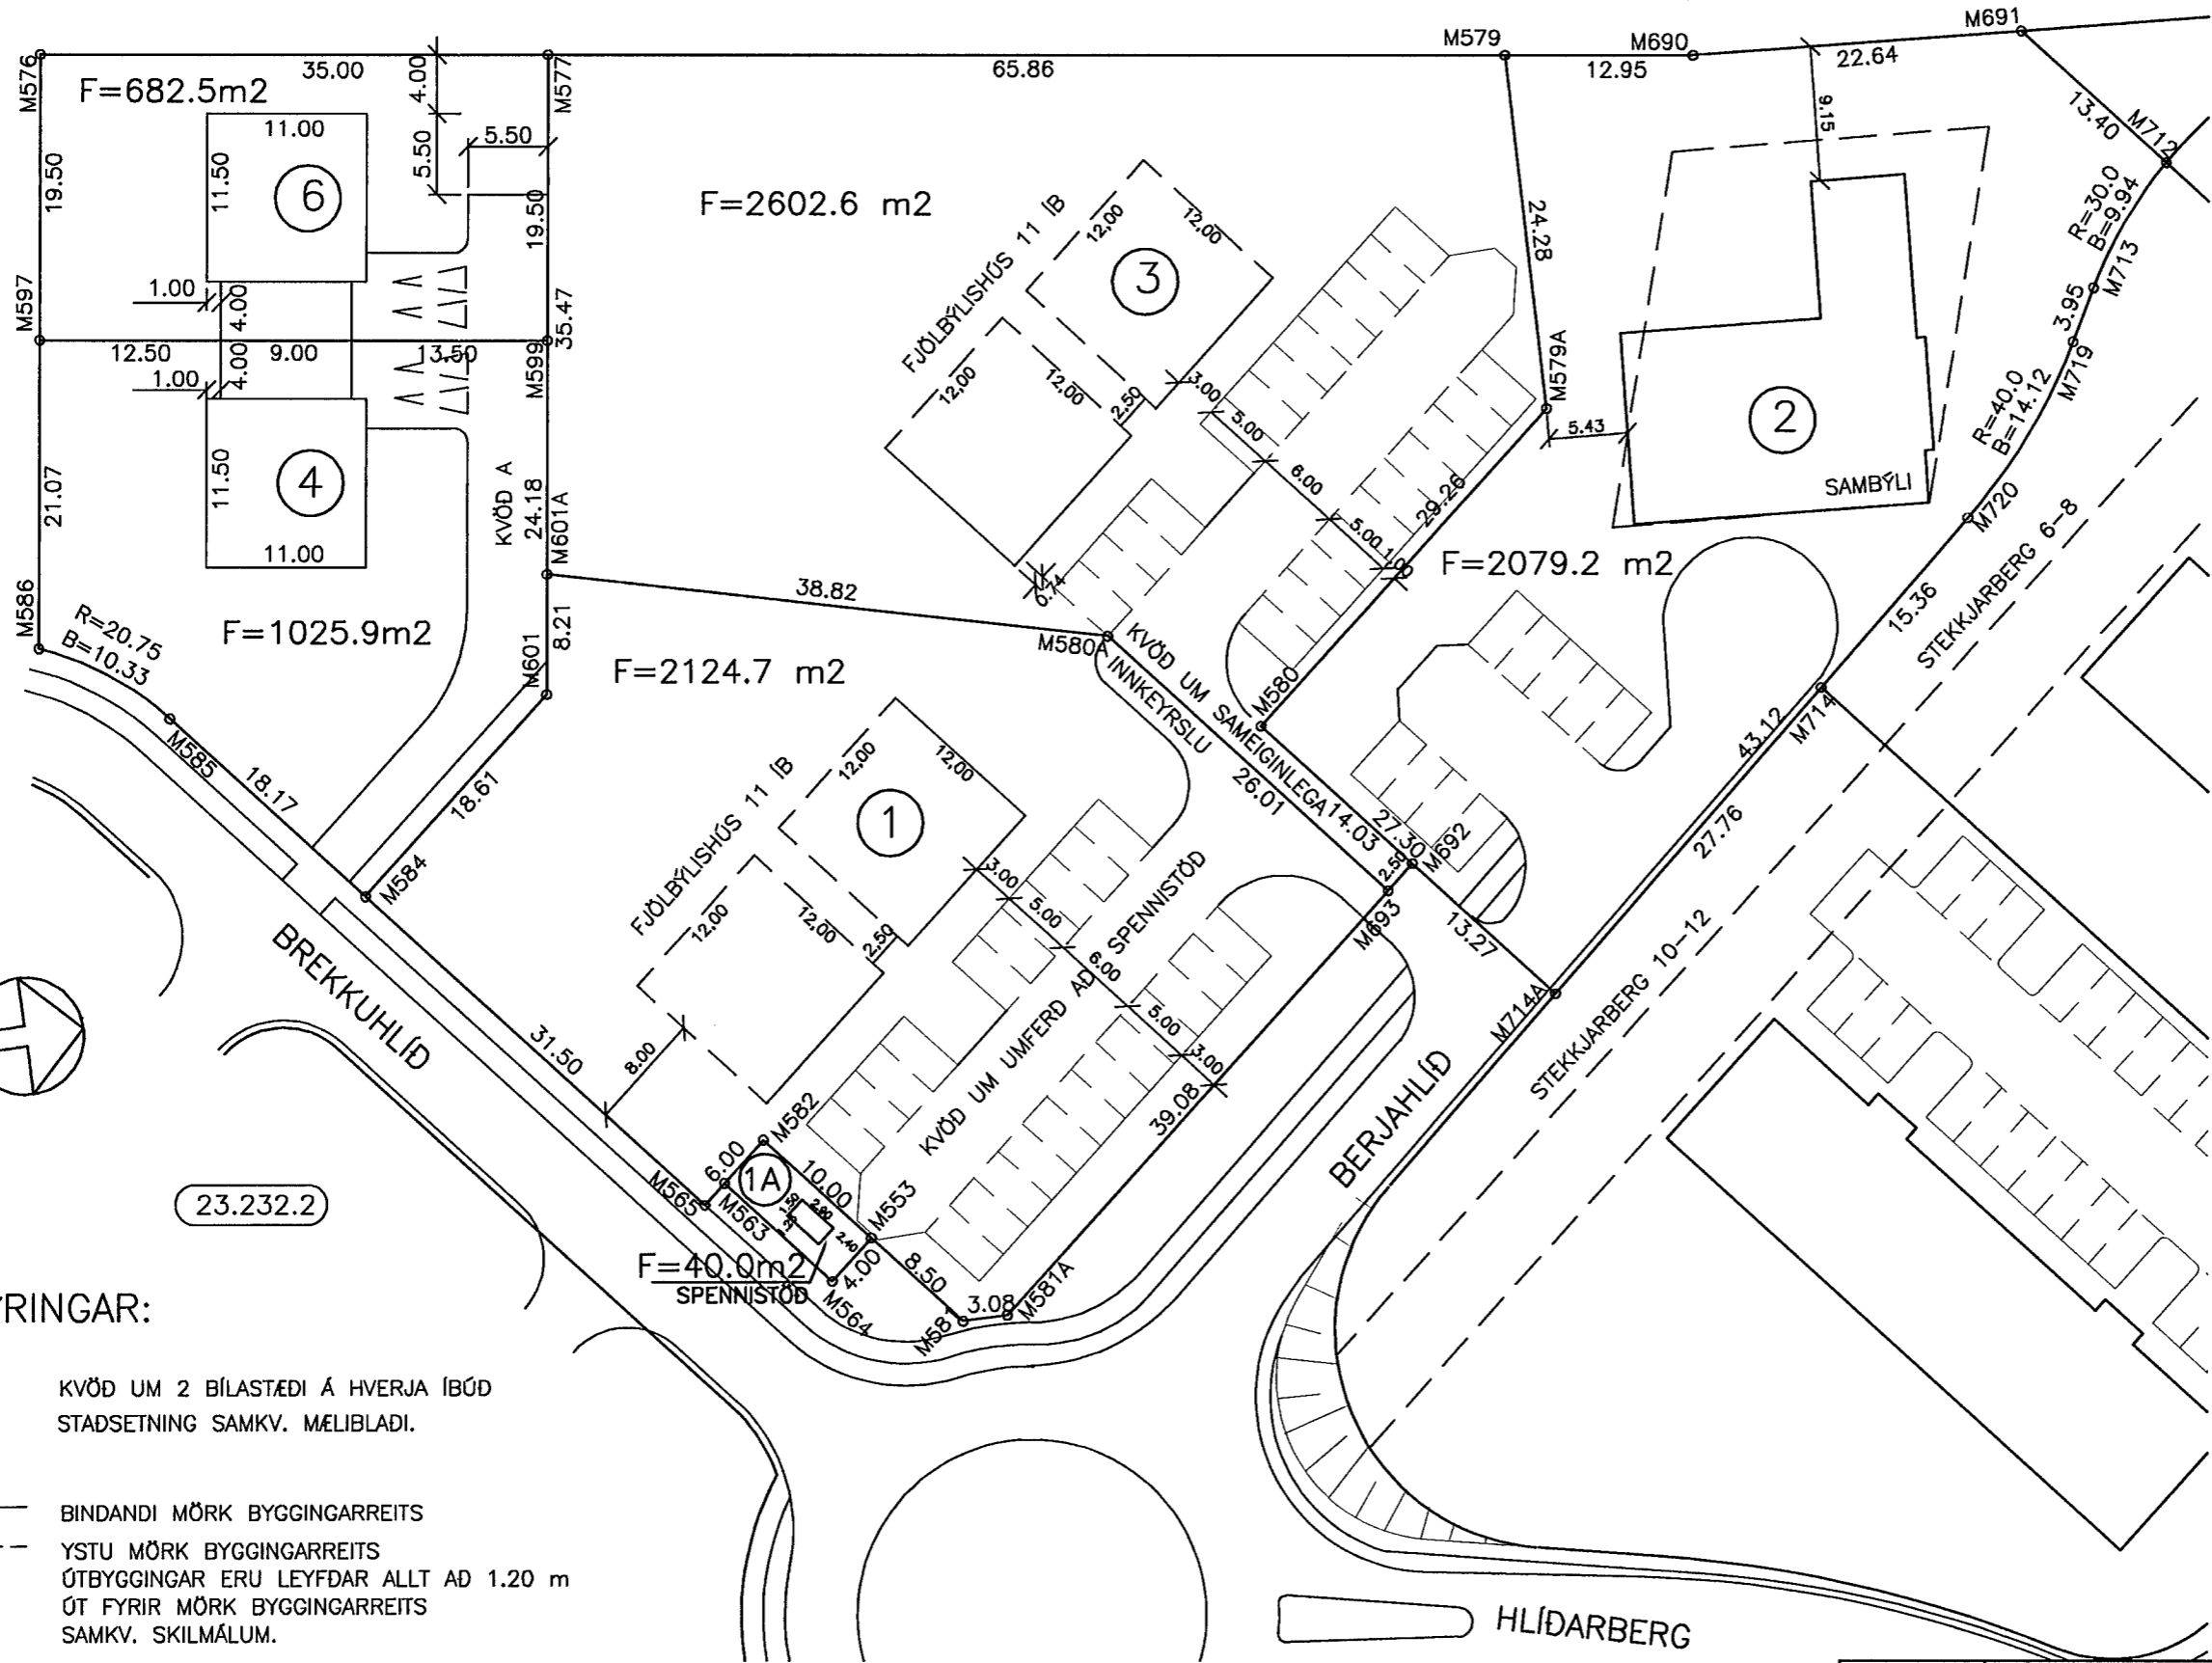 M576
35.00
4.00
M577
65.86
M579
12.95
M690
22.64
M691
13.40
M712
F=682.5m2
11.00
11.50
6
5.50
5.50
19.50
19.50
9.15
R=30.0
B=9.94
M713
3.95
M719
R=40.0
B=14.12
M720
F=2602.6 m2
FJÖLBÝLISHÚS 11 ÍB
12,00
12,00
3
12,00
12,00
2,50
3.00
5.00
6.00
5.00
1.00
0.74
24.28
M579A
5.43
2
SAMBÝLI
29.26
M597
1.00
4.00
12.50
9.00
13.50
M599
35.47
1.00
4.00
11.50
4
11.00
21.07
KVÖÐ A
24.18
M601A
38.82
M586
R=20.75
B=10.33
F=1025.9m2
M601
8.21
F=2124.7 m2
M580A
KVÖÐ UM SAMEIGINLEGA
INNKEYRSLU
M580
F=2079.2 m2
15.36
STEKKJARBERG 6-8
M714
43.12
27.76
M585
18.17
18.61
M584
26.01
14.03
27.30
M692
2.50
M693
13.27
M714A
STEKKJARBERG 10-12
FJÖLBÝLISHÚS 11 ÍB
12,00
12,00
1
12,00
12,00
2,50
3.00
5.00
6.00
5.00
3.00
KVÖÐ UM UMFERÐ AÐ SPENNISTÖÐ
BREKKUHLÍÐ
31.50
8.00
39.08
BERJAHLÍÐ
M582
6.00
1A
10.00
M565
M563
2.80
2.40
M553
4.00
8.50
F=40.0m2
SPENNISTÖÐ
M564
M581
3.08
M581A
23.232.2
RINGAR:
KVÖÐ UM 2 BÍLASTÆÐI Á HVERJA ÍBÚÐ
STAÐSETNING SAMKV. MÆLIBLAÐI.
BINDANDI MÖRK BYGGINGARREITS
YSTU MÖRK BYGGINGARREITS
ÚTBYGGINGAR ERU LEYFÐAR ALLT AÐ 1.20 m
ÚT FYRIR MÖRK BYGGINGARREITS
SAMKV. SKILMÁLUM.
HLÍÐARBERG